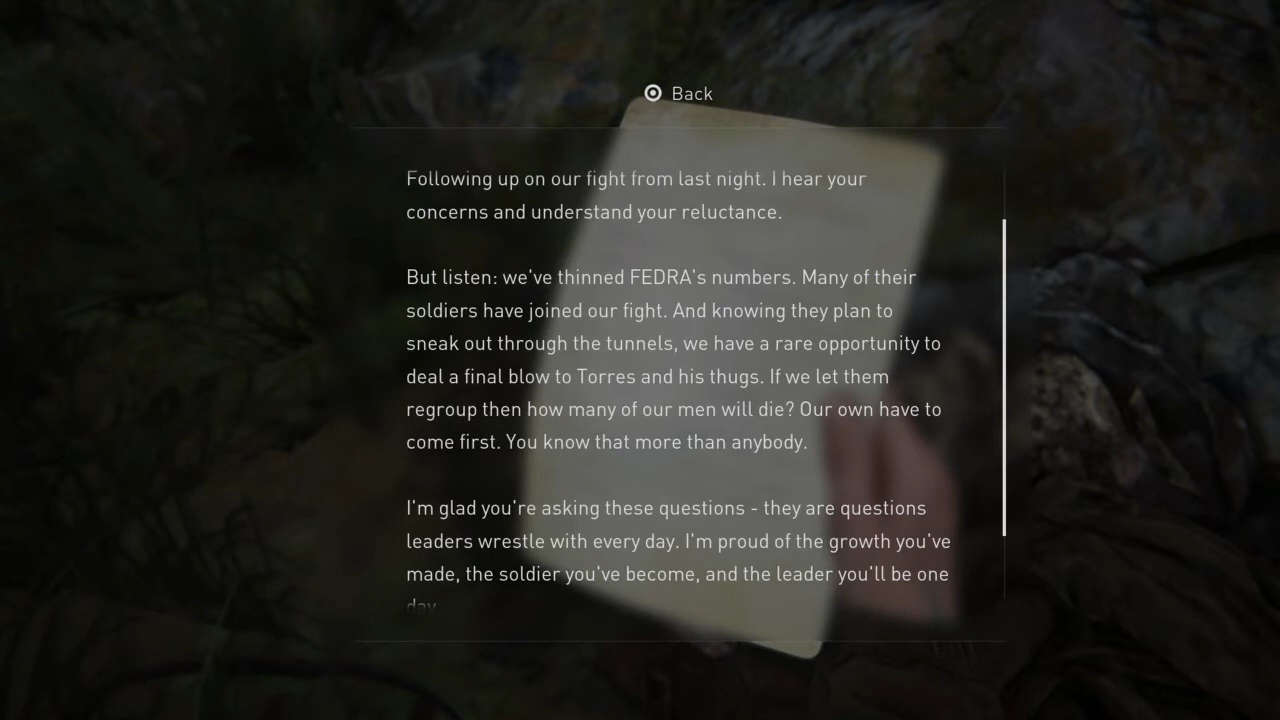 Back
Following up on our fight from last night. I hear your
concerns and understand your reluctance.
But listen: we've thinned FEDRA's numbers. Many of their
soldiers have joined our fight. And knowing they plan to
sneak out through the tunnels, we have a rare opportunity to
deal a final blow to Torres and his thugs. If we let them
regroup then how many of our men will die? Our own have to
come first. You know that more than anybody.
I'm glad you're asking these questions - they are questions
leaders wrestle with every day. I'm proud of the growth you've
made, the soldier you've become, and the leader you'll be one
day